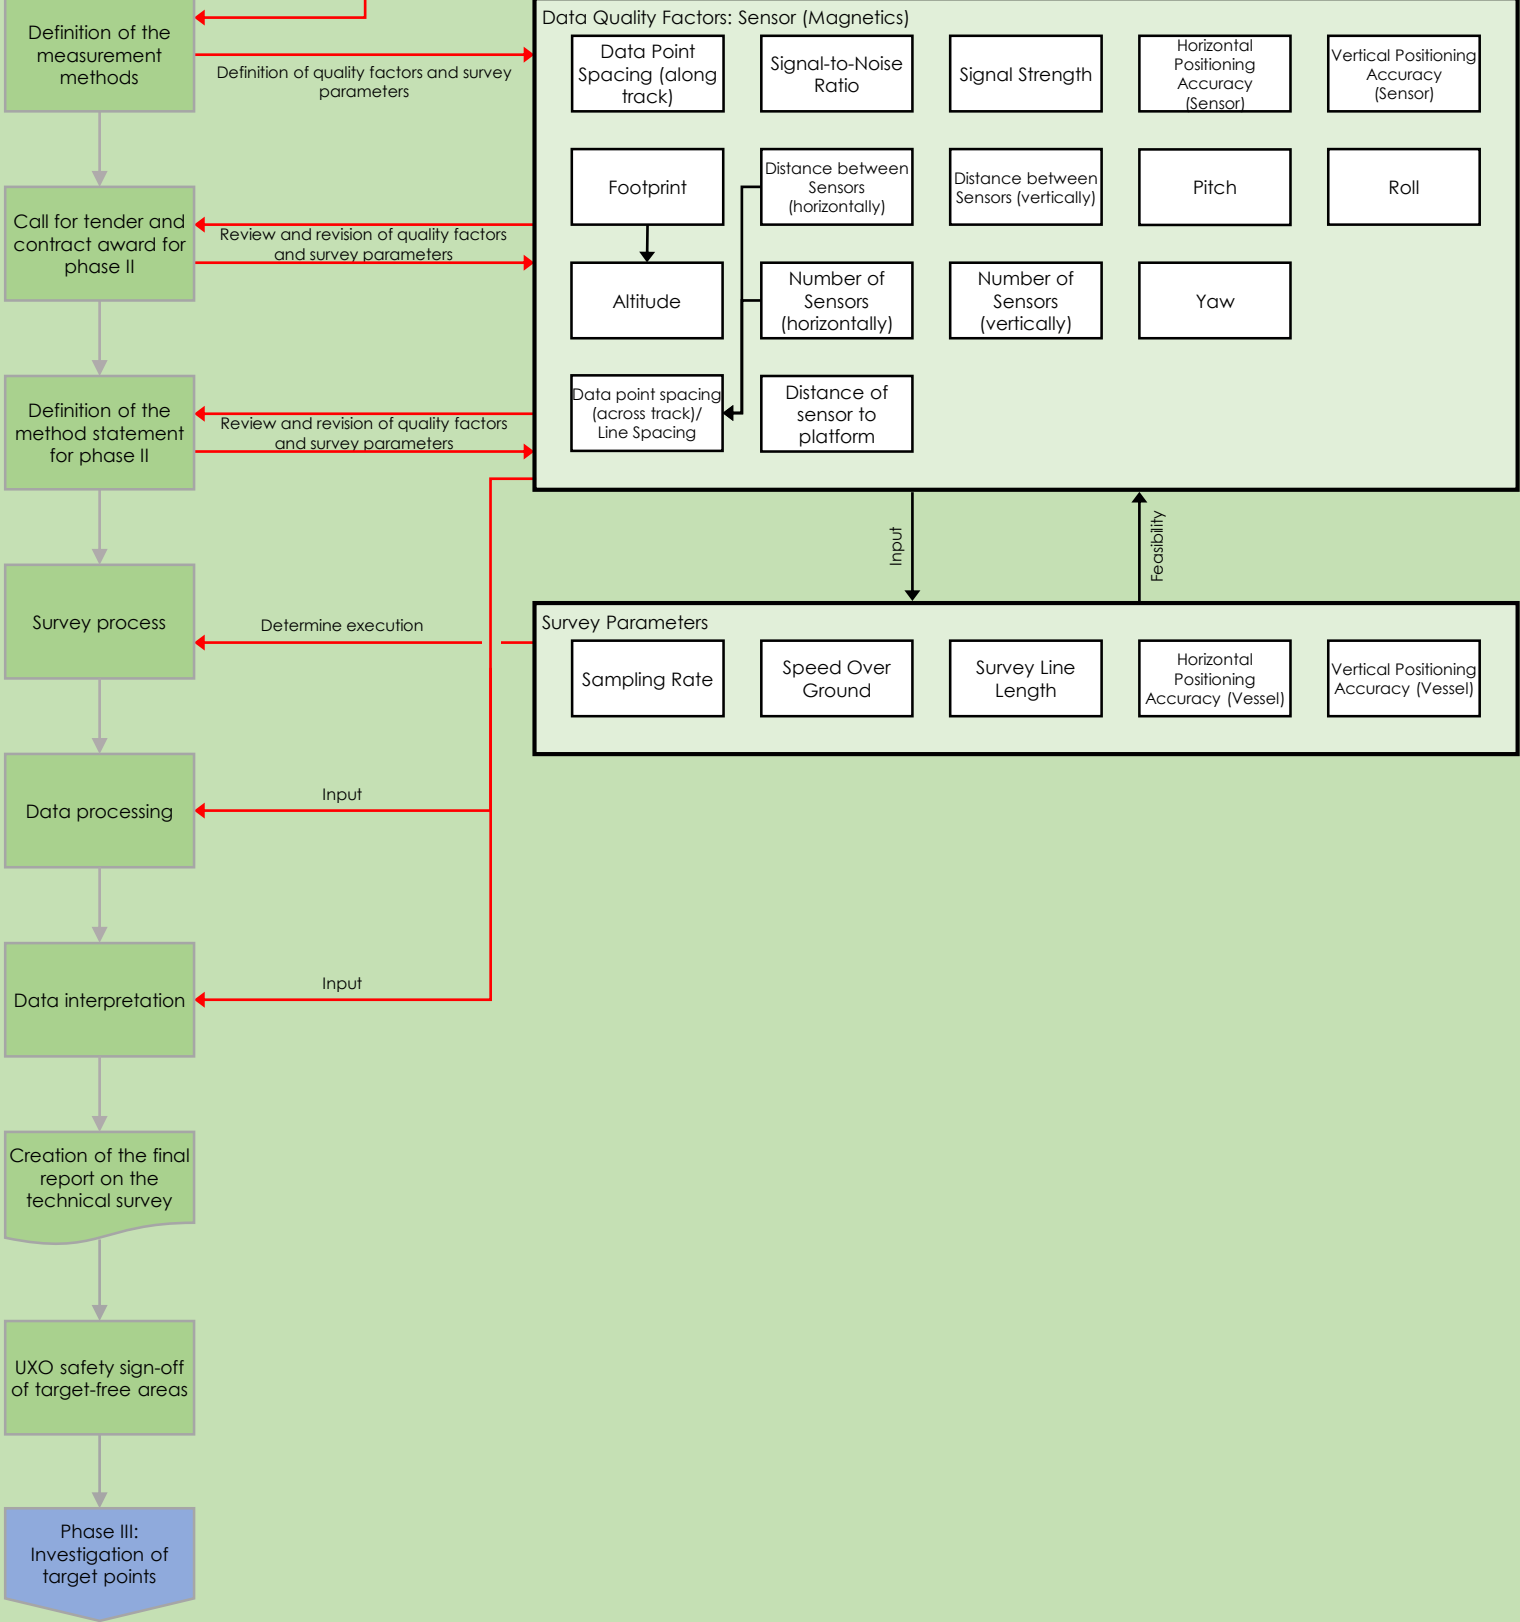 Definition of the
measurement
methods
Definition of quality factors and survey
parameters
Call for tender and
contract award for
phase II
Review and revision of quality factors
and survey parameters
Definition of the
method statement
for phase II
Review and revision of quality factors
and survey parameters
Survey process
Determine execution
Data processing
Input
Data interpretation
Input
Creation of the final
report on the
technical survey
UXO safety sign-off
of target-free areas
Phase III:
Investigation of
target points
Data Quality Factors: Sensor (Magnetics)
Data Point
Spacing (along
track)
Signal-to-Noise
Ratio
Signal Strength
Horizontal
Positioning
Accuracy
(Sensor)
Vertical Positioning
Accuracy
(Sensor)
Footprint
Distance between
Sensors
(horizontally)
Distance between
Sensors (vertically)
Pitch
Roll
Altitude
Number of
Sensors
(horizontally)
Number of
Sensors
(vertically)
Yaw
Data point spacing
(across track)/
Line Spacing
Distance of
sensor to
platform
Input
Feasibility
Survey Parameters
Sampling Rate
Speed Over
Ground
Survey Line
Length
Horizontal
Positioning
Accuracy (Vessel)
Vertical Positioning
Accuracy (Vessel)